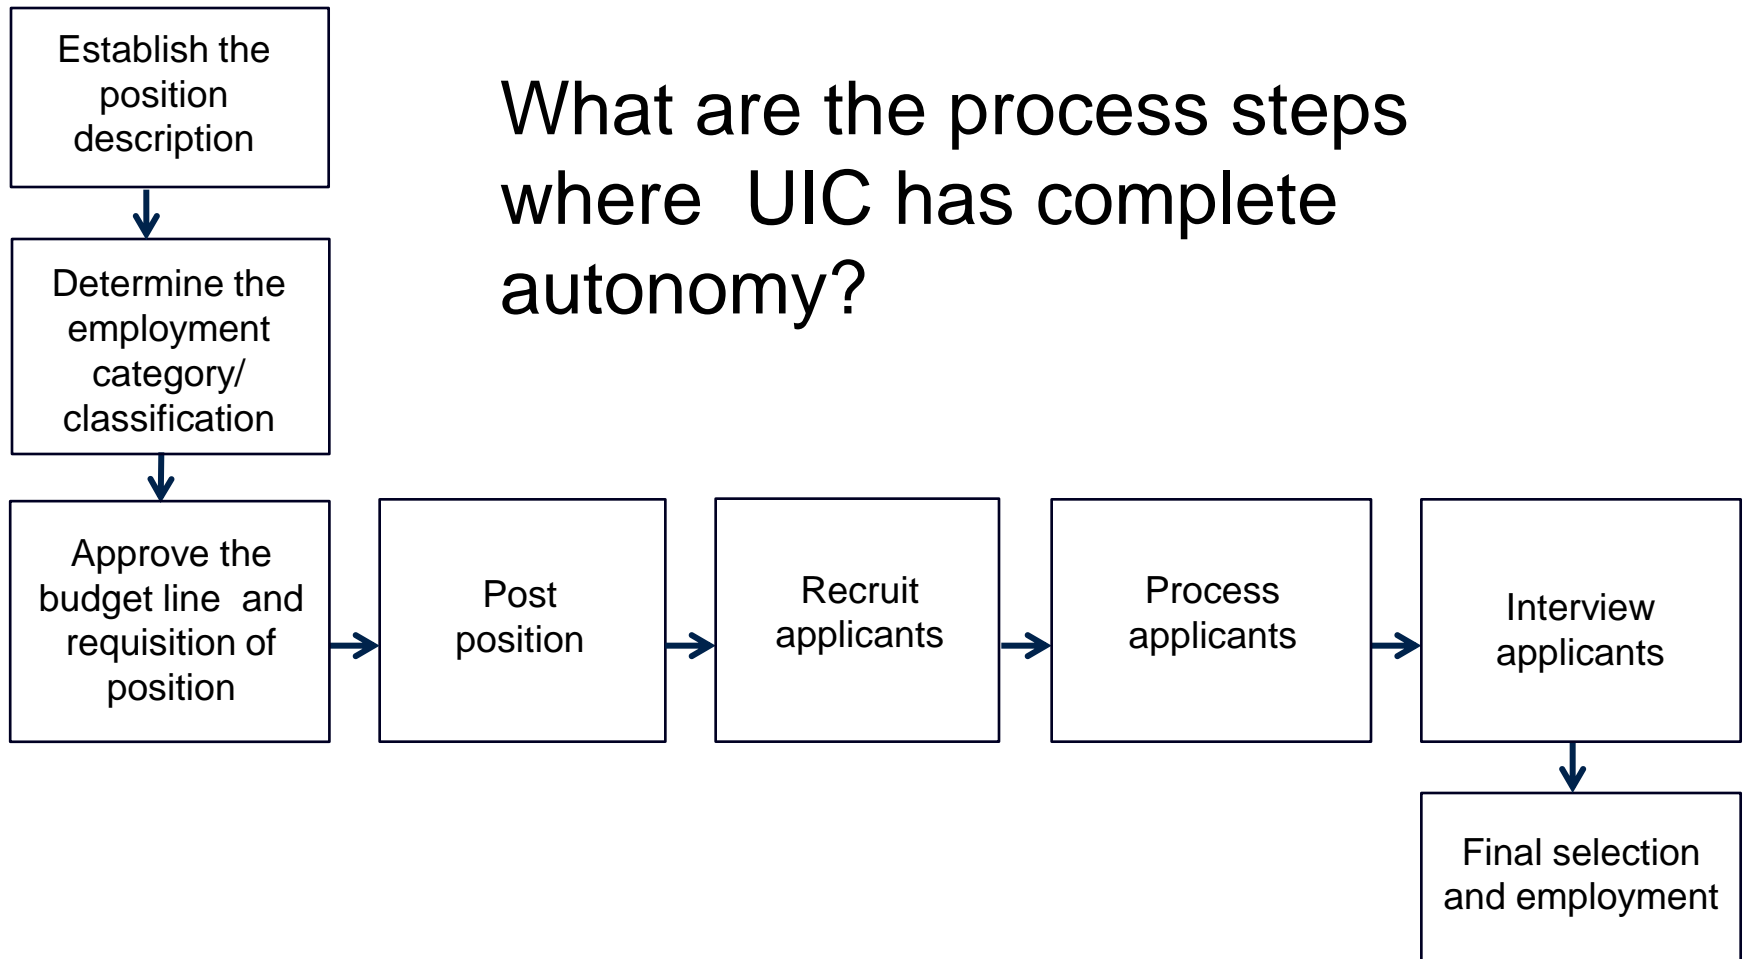 Establish the
position
description
What are the process steps
where  UIC has complete
autonomy?
Determine the
employment
category/
classification
Approve the
budget line  and
requisition of
position
Post
position
Recruit
applicants
Process
applicants
Interview
applicants
Final selection
and employment